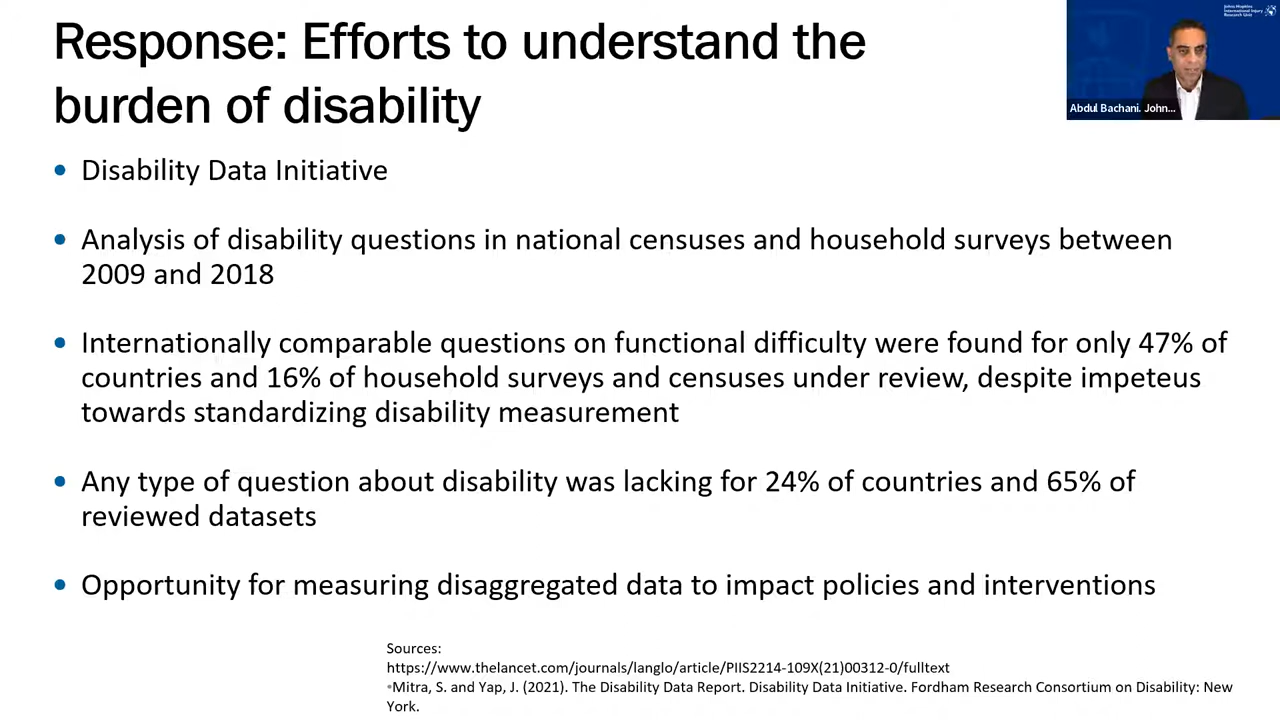 Response: Efforts to understand the
burden of disability
Johns Hopkins
International Injury
Research Unit
Abdul Bachani. John...
• Disability Data Initiative
• Analysis of disability questions in national censuses and household surveys between
2009 and 2018
• Internationally comparable questions on functional difficulty were found for only 47% of
countries and 16% of household surveys and censuses under review, despite impeteus
towards standardizing disability measurement
• Any type of question about disability was lacking for 24% of countries and 65% of
reviewed datasets
• Opportunity for measuring disaggregated data to impact policies and interventions
Sources:
https://www.thelancet.com/journals/langlo/article/PIIS2214-109X(21)00312-0/fulltext
•Mitra, S. and Yap, J. (2021). The Disability Data Report. Disability Data Initiative. Fordham Research Consortium on Disability: New
York.